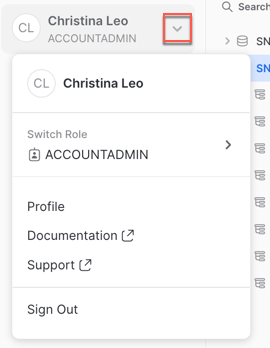 CL
Christina Leo
ACCOUNTADMIN
Search
SN
SN
CL
Christina Leo
Switch Role
ACCOUNTADMIN
Profile
Documentation
Support
Sign Out